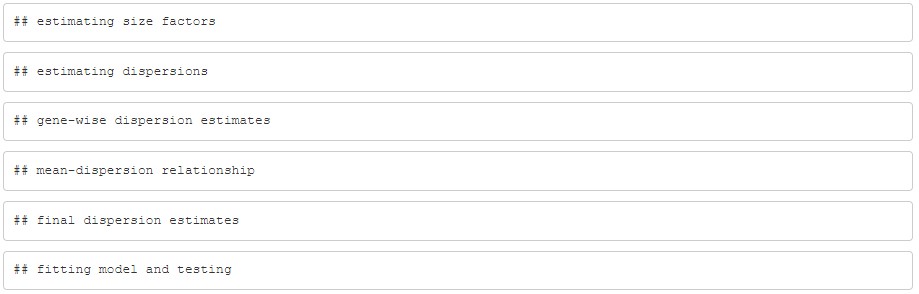 ## estimating size factors
## estimating dispersions
## gene-wise dispersion estimates
## mean-dispersion relationship
## final dispersion estimates
## fitting model and testing